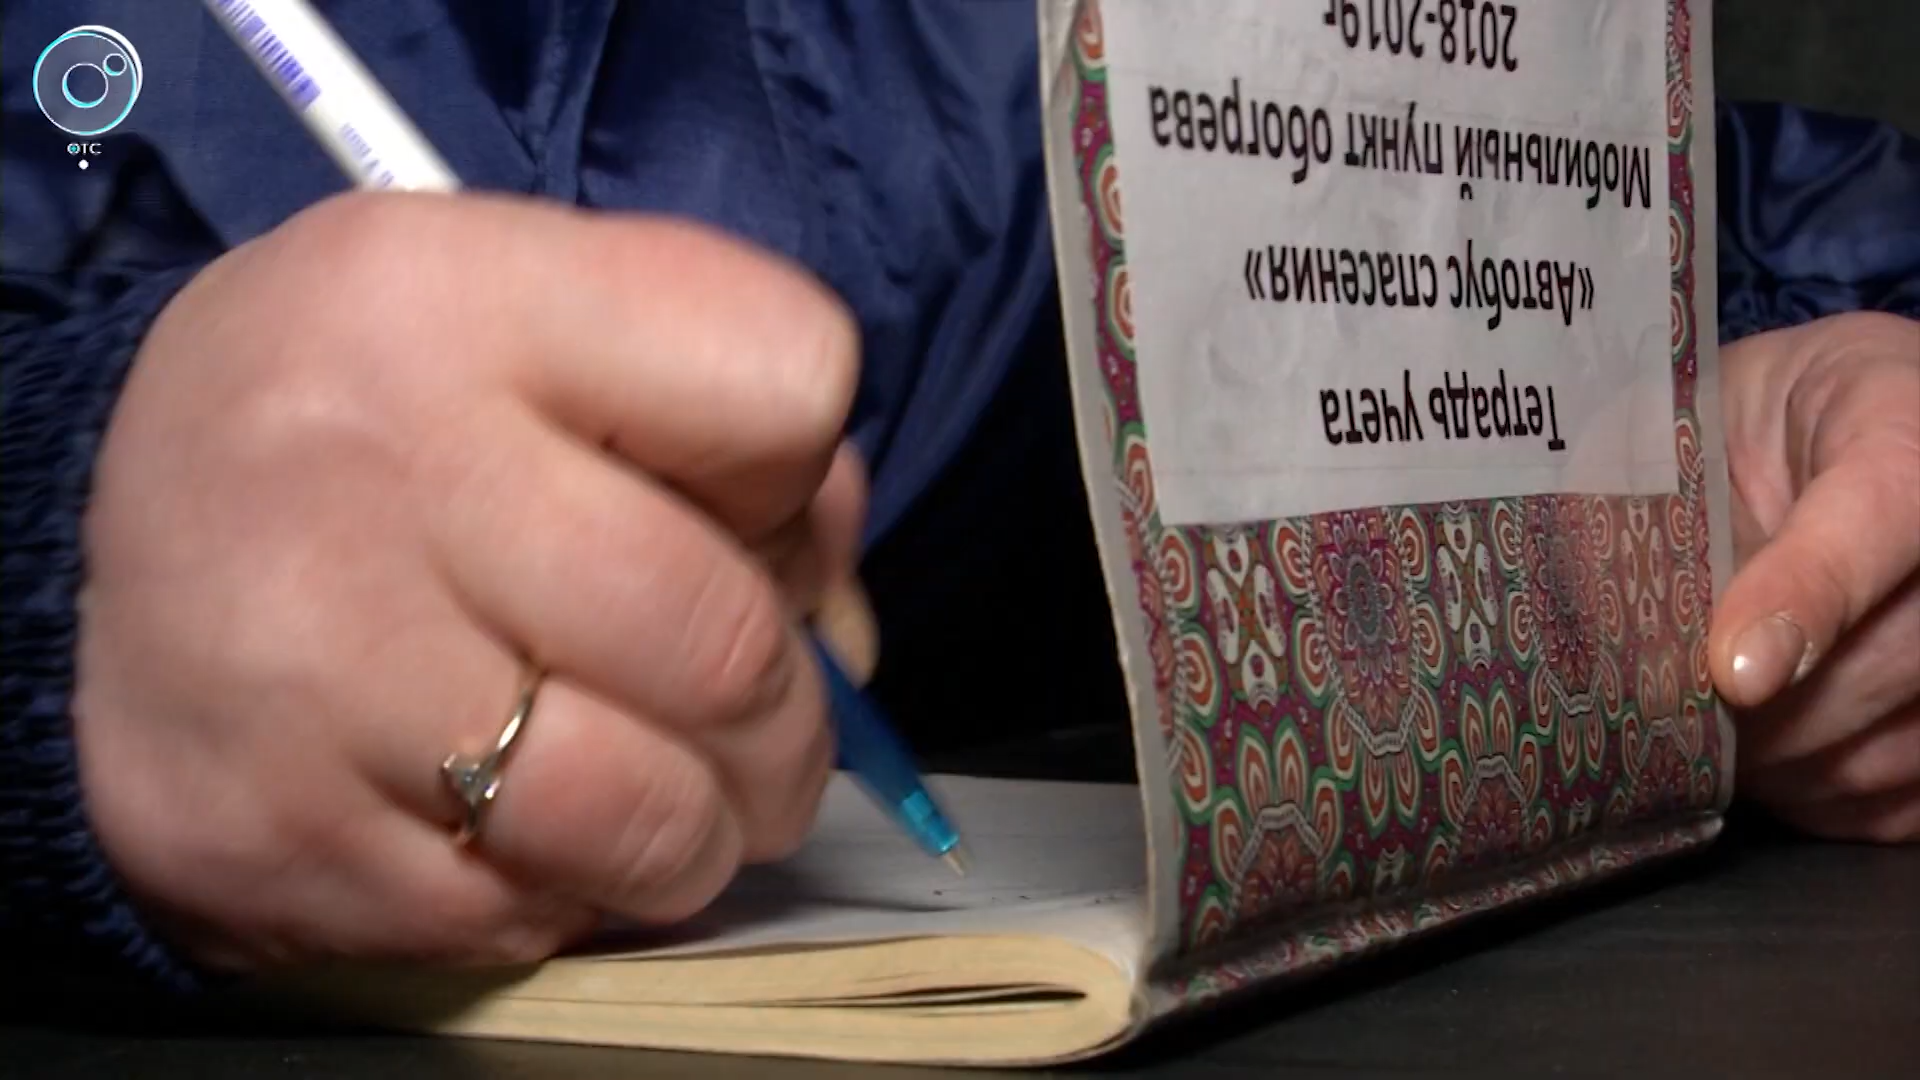 ОТС
Тетрадь учета
«Автобус спасения»
Мобильный пункт обогрева
2018-2019г